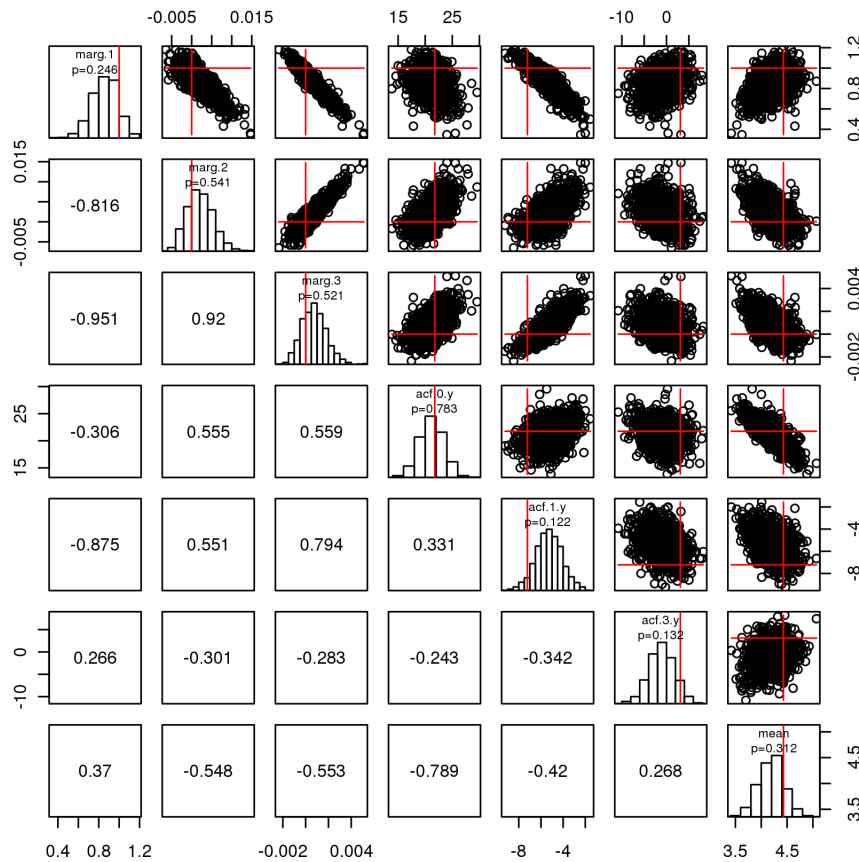 -0.005 0.015 15 25 -10 0
marg.1
p=0.246
0.4 0.8 1.2
-0.005 0.015
-0.816
marg.2
p=0.541
-0.951 0.92
marg.3
p=0.521
-0.002 0.004
15 25
-0.306 0.555 0.559
acf.0.y
p=0.783
-0.875 0.551 0.794 0.331
acf.1.y
p=0.122
-8 -4
-10 0
0.266 -0.301 -0.283 -0.243 -0.342
acf.3.y
p=0.132
0.37 -0.548 -0.553 -0.789 -0.42 0.268
mean
p=0.312
3.5 4.5
0.4 0.8 1.2 -0.002 0.004 -8 -4 3.5 4.5